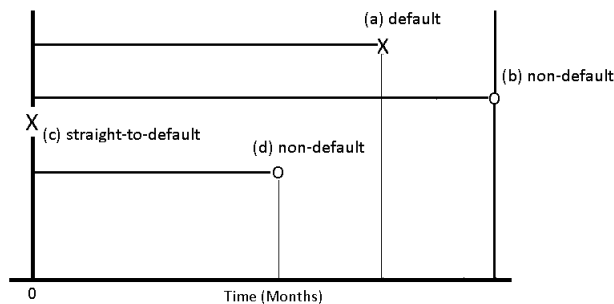 (a) default
X
(b) non-default
O
X
(c) straight-to-default
(d) non-default
O
0
Time (Months)